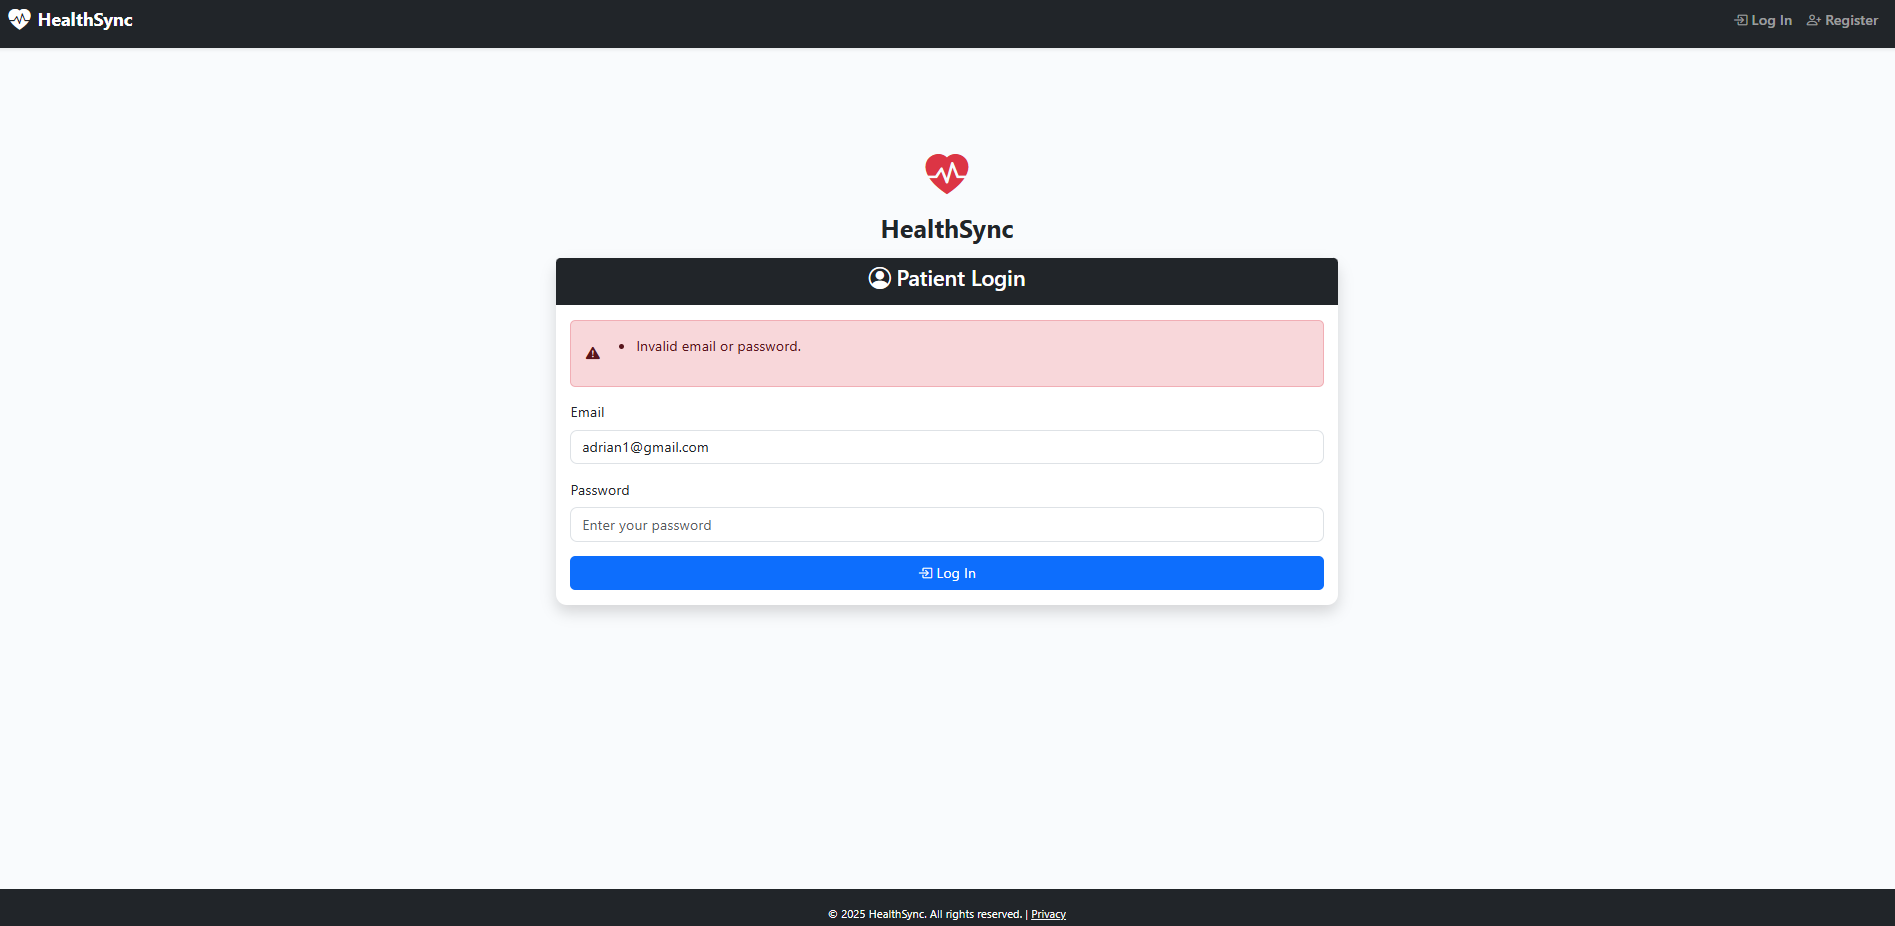 HealthSync
Log In
Register
HealthSync
Patient Login
Invalid email or password.
Email
adrian1@gmail.com
Password
Enter your password
Log In
© 2025 HealthSync. All rights reserved. | Privacy